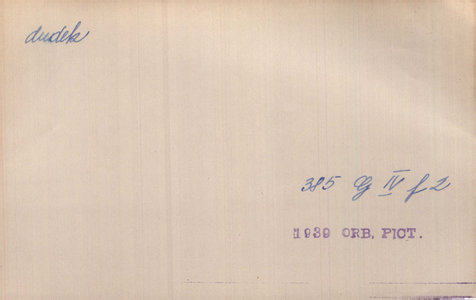 dudek
385 G IV f 2
1939 ORB. PICT.